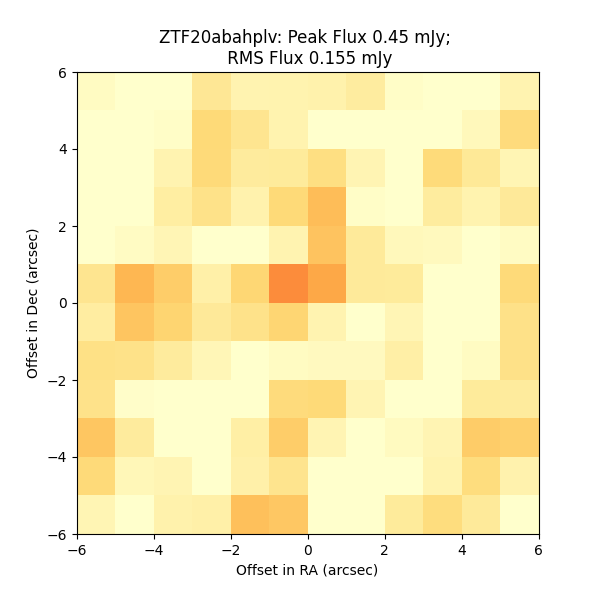 ZTF20abahplv: Peak Flux 0.45 mJy;
RMS Flux 0.155 mJy
6
4
2
0
−2
−4
−6
Offset in Dec (arcsec)
−6 −4 −2 0 2 4 6
Offset in RA (arcsec)